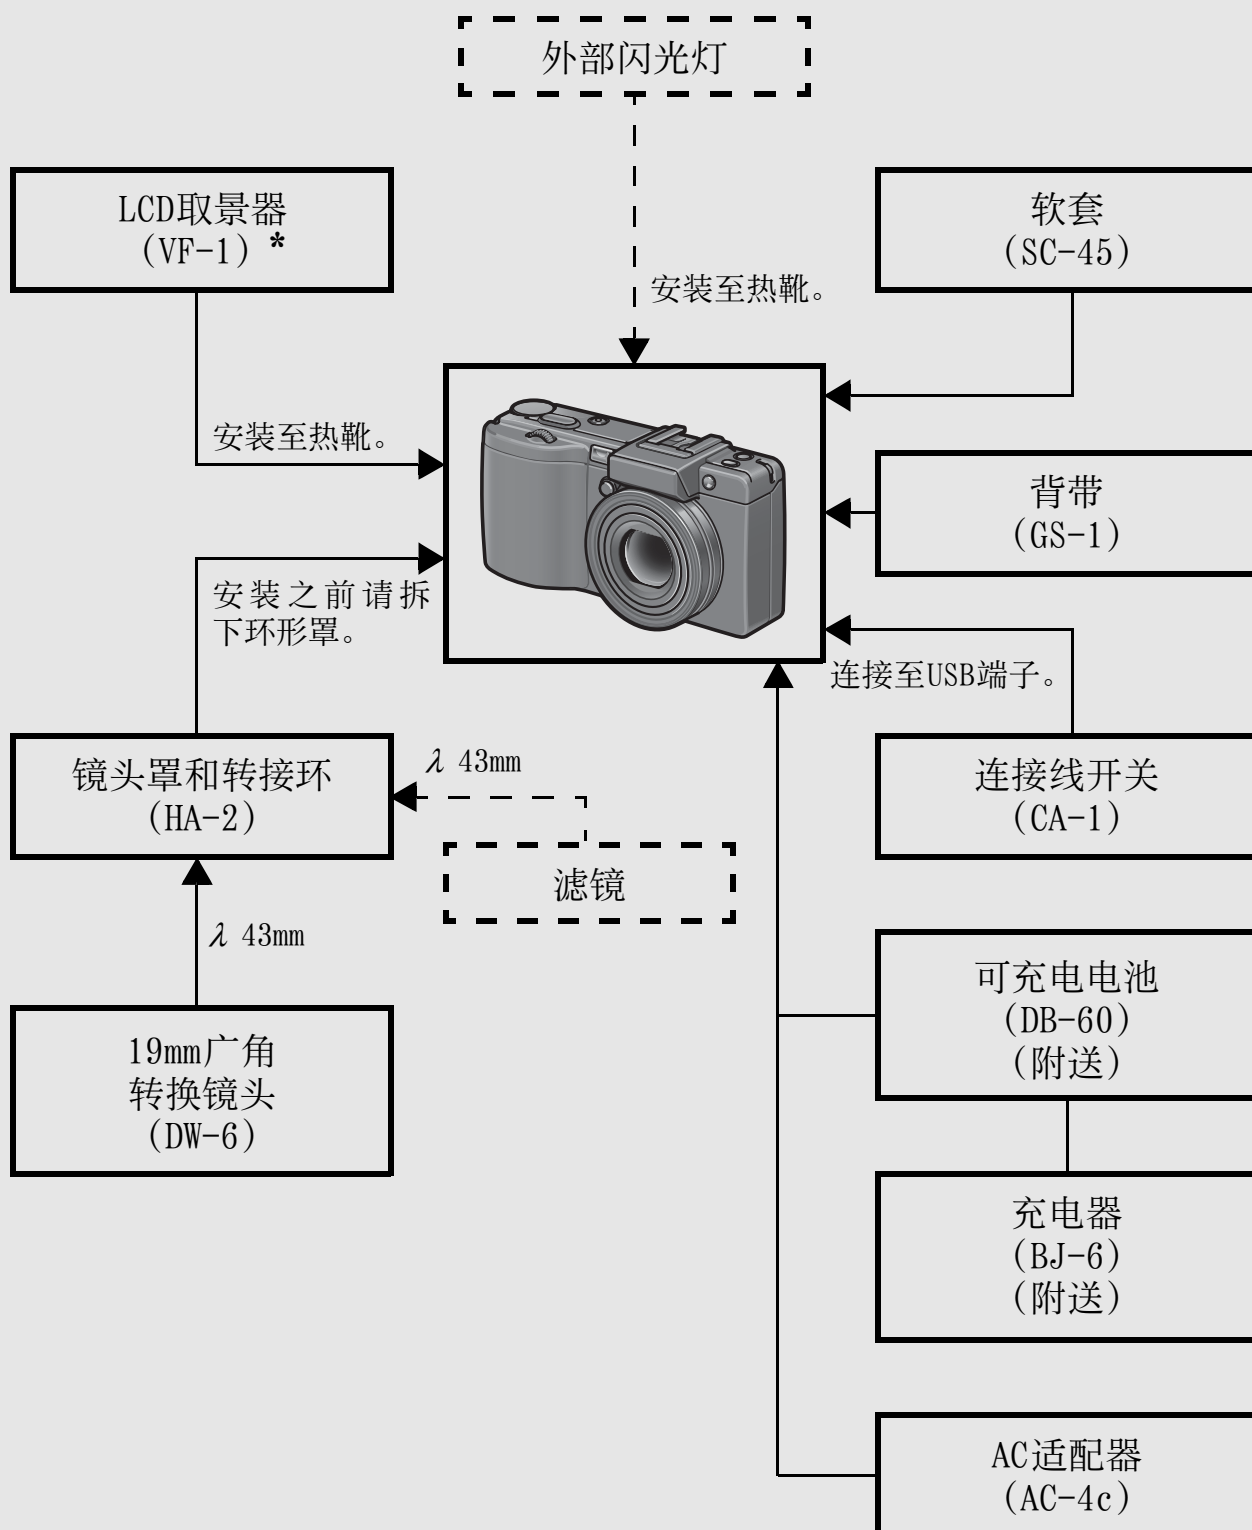 外部闪光灯
LCD取景器
(VF-1) *
软套
(SC-45)
安装至热靴。
安装至热靴。
背带
(GS-1)
安装之前请拆
下环形罩。
连接至USB端子。
镜头罩和转接环
(HA-2)
λ 43mm
连接线开关
(CA-1)
滤镜
λ 43mm
可充电电池
(DB-60)
(附送)
19mm广角
转换镜头
(DW-6)
充电器
(BJ-6)
(附送)
AC适配器
(AC-4c)